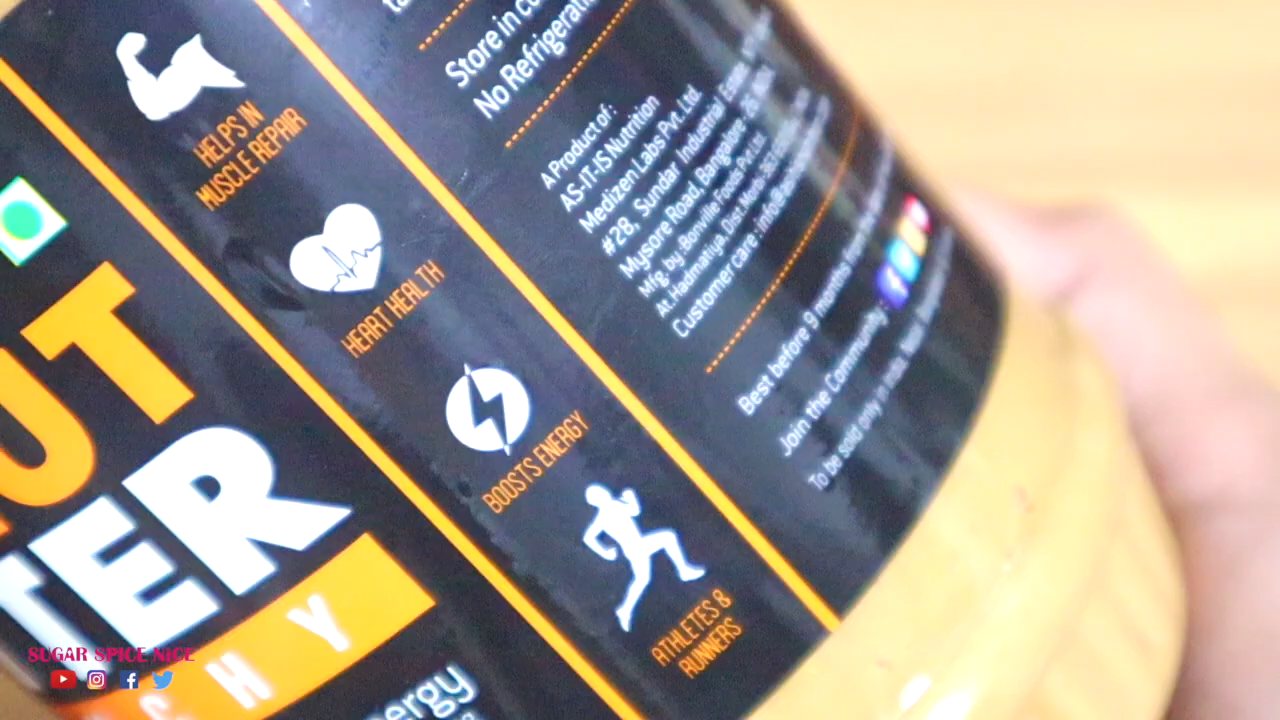 UT
TER
CHY
ergy
HELPS IN
MUSCLE REPAIR
HEART HEALTH
BOOSTS ENERGY
ATHLETES &
RUNNERS
Store in co
No Refrigerati
A Product of :
AS-IT-IS Nutrition
Medizen Labs Pvt. Ltd.
#28, Sundar Industrial
Mysore Road, Bangalore
Mfg. by : Bonville Foods Pvt Ltd
At. Hadmatiya, Dist. Morbi
Customer care : info@
Best before 9 months from
Join the Community :
To be sold only in
SUGAR SPICE NICE